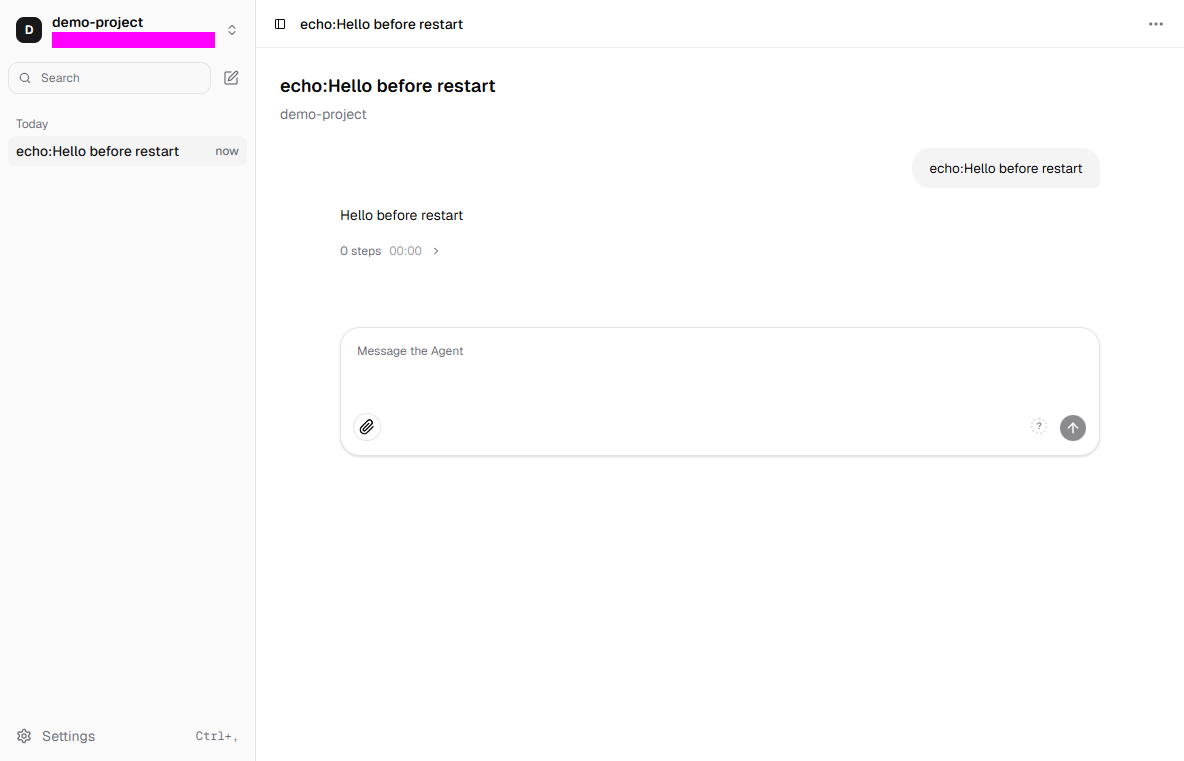 D
demo-project
Search
Today
echo:Hello before restart now
Settings Ctrl+,
echo:Hello before restart
echo:Hello before restart
demo-project
echo:Hello before restart
Hello before restart
0 steps 00:00
Message the Agent
?